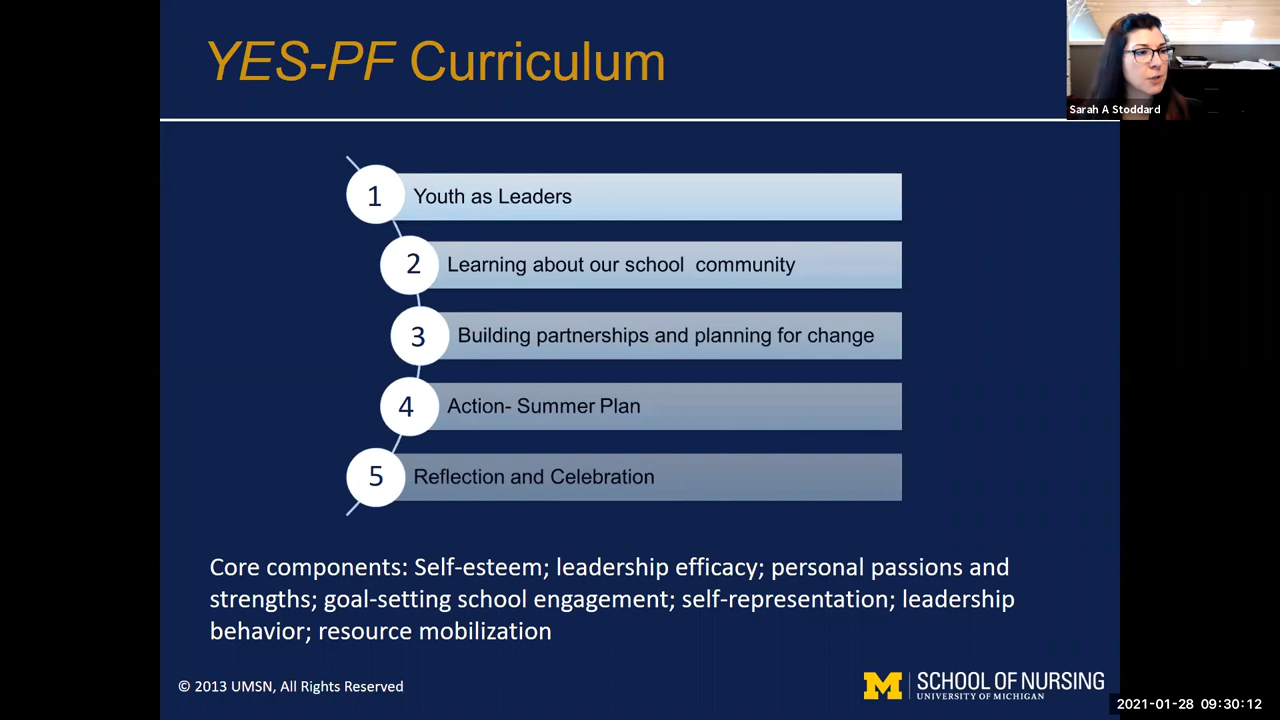 YES-PF Curriculum
Sarah A Stoddard
1 Youth as Leaders
2 Learning about our school community
3 Building partnerships and planning for change
4 Action- Summer Plan
5 Reflection and Celebration
Core components: Self-esteem; leadership efficacy; personal passions and
strengths; goal-setting school engagement; self-representation; leadership
behavior; resource mobilization
© 2013 UMSN, All Rights Reserved
M SCHOOL OF NURSING
UNIVERSITY OF MICHIGAN
2021-01-28 09:30:12